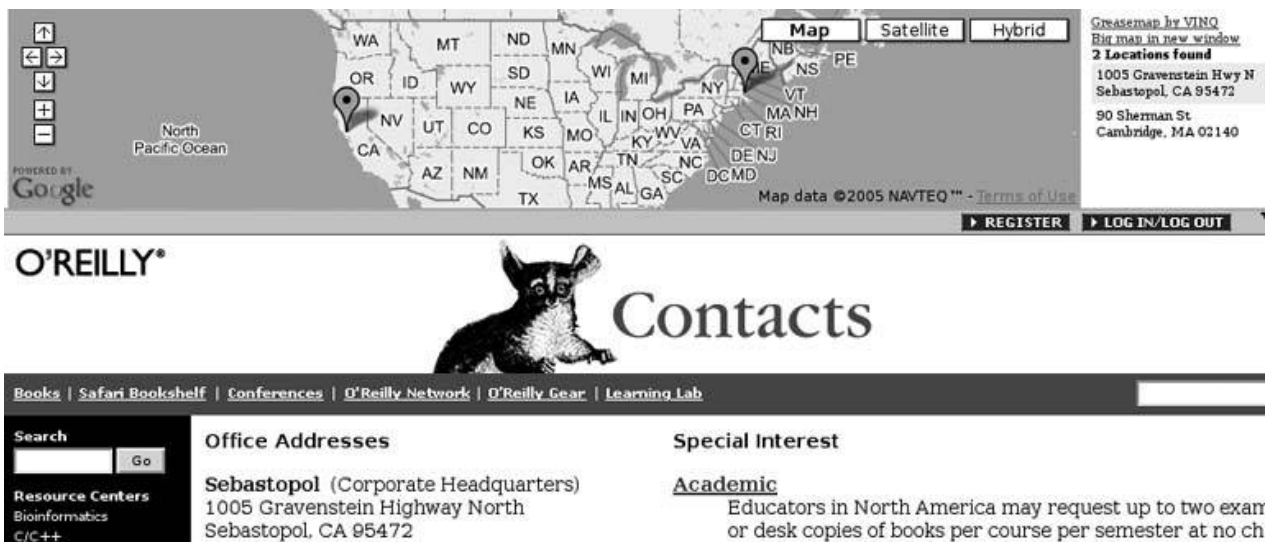 WA
MT
ND
MN
OR
ID
WY
SD
WI
MI
NY
ME
NB
NS
PE
NE
IA
IL
IN
OH
PA
VT
MA NH
NV
UT
CO
KS
MO
KY
WV
VA
CT RI
CA
AZ
NM
OK
AR
TN
NC
SC
DE NJ
DC MD
TX
MS
AL
GA
North
Pacific Ocean
POWERED BY
Google
Map
Satellite
Hybrid
Map data ©2005 NAVTEQ™ - Terms of Use
Greasemap by VINQ
Big map in new window
2 Locations found
1005 Gravenstein Hwy N
Sebastopol, CA 95472
90 Sherman St
Cambridge, MA 02140
REGISTER
LOG IN/LOG OUT
O'REILLY®
Contacts
Books | Safari Bookshelf | Conferences | O'Reilly Network | O'Reilly Gear | Learning Lab
Search
Go
Resource Centers
Bioinformatics
C/C++
Office Addresses
Sebastopol (Corporate Headquarters)
1005 Gravenstein Highway North
Sebastopol, CA 95472
Special Interest
Academic
Educators in North America may request up to two exam
or desk copies of books per course per semester at no ch